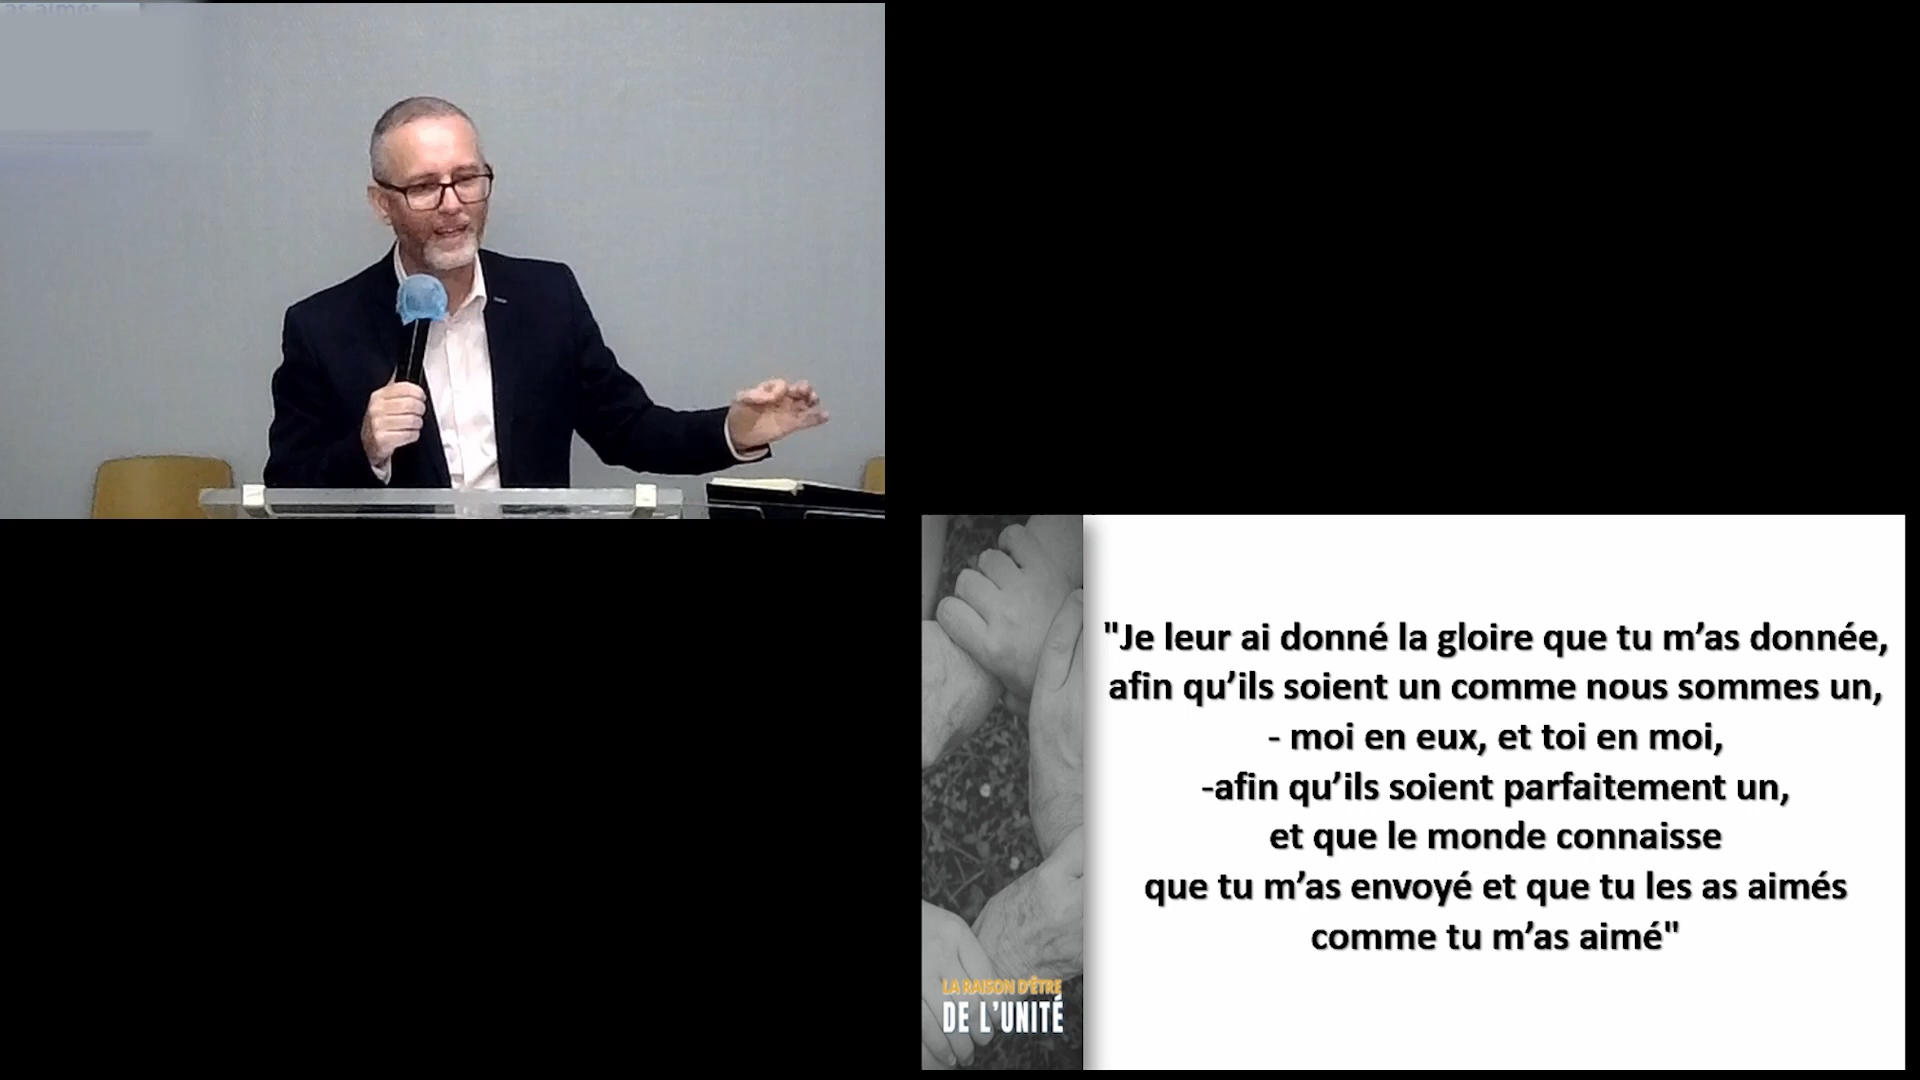 as aimés
"Je leur ai donné la gloire que tu m’as donnée,
afin qu’ils soient un comme nous sommes un,
- moi en eux, et toi en moi,
-afin qu’ils soient parfaitement un,
et que le monde connaisse
que tu m’as envoyé et que tu les as aimés
comme tu m’as aimé"
LA RAISON D'ÊTRE
DE L'UNITÉ